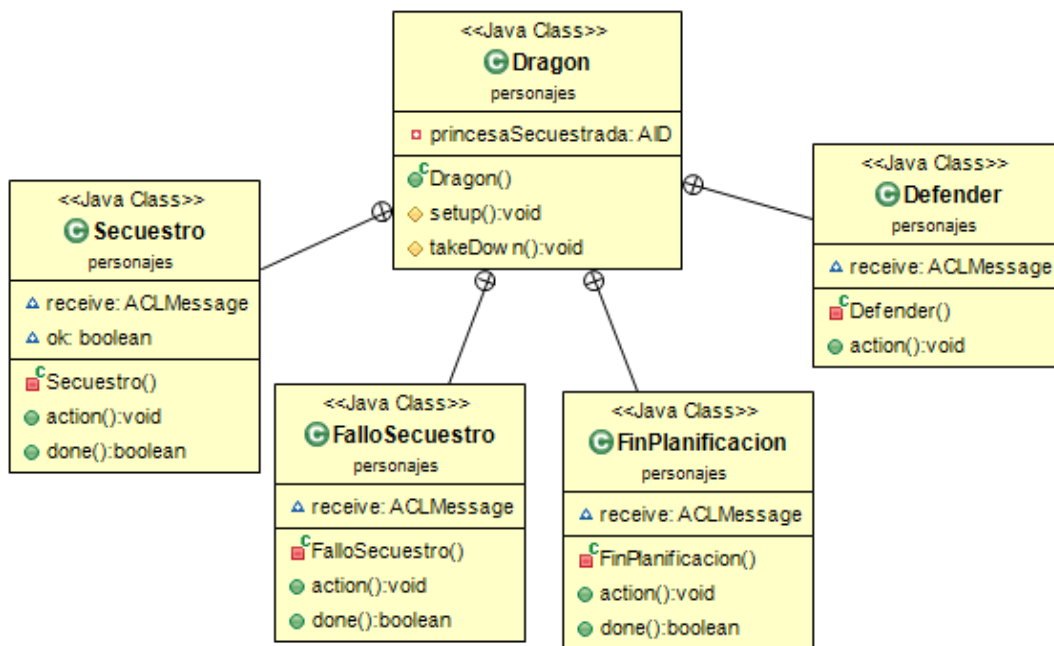 <<Java Class>>
Dragon
personajes
princesaSecuestrada: AID
Dragon()
setup():void
takeDown():void
<<Java Class>>
Secuestro
personajes
receive: ACLMessage
ok: boolean
Secuestro()
action():void
done():boolean
<<Java Class>>
FalloSecuestro
personajes
receive: ACLMessage
FalloSecuestro()
action():void
done():boolean
<<Java Class>>
FinPlanificacion
personajes
receive: ACLMessage
FinPlanificacion()
action():void
done():boolean
<<Java Class>>
Defender
personajes
receive: ACLMessage
Defender()
action():void